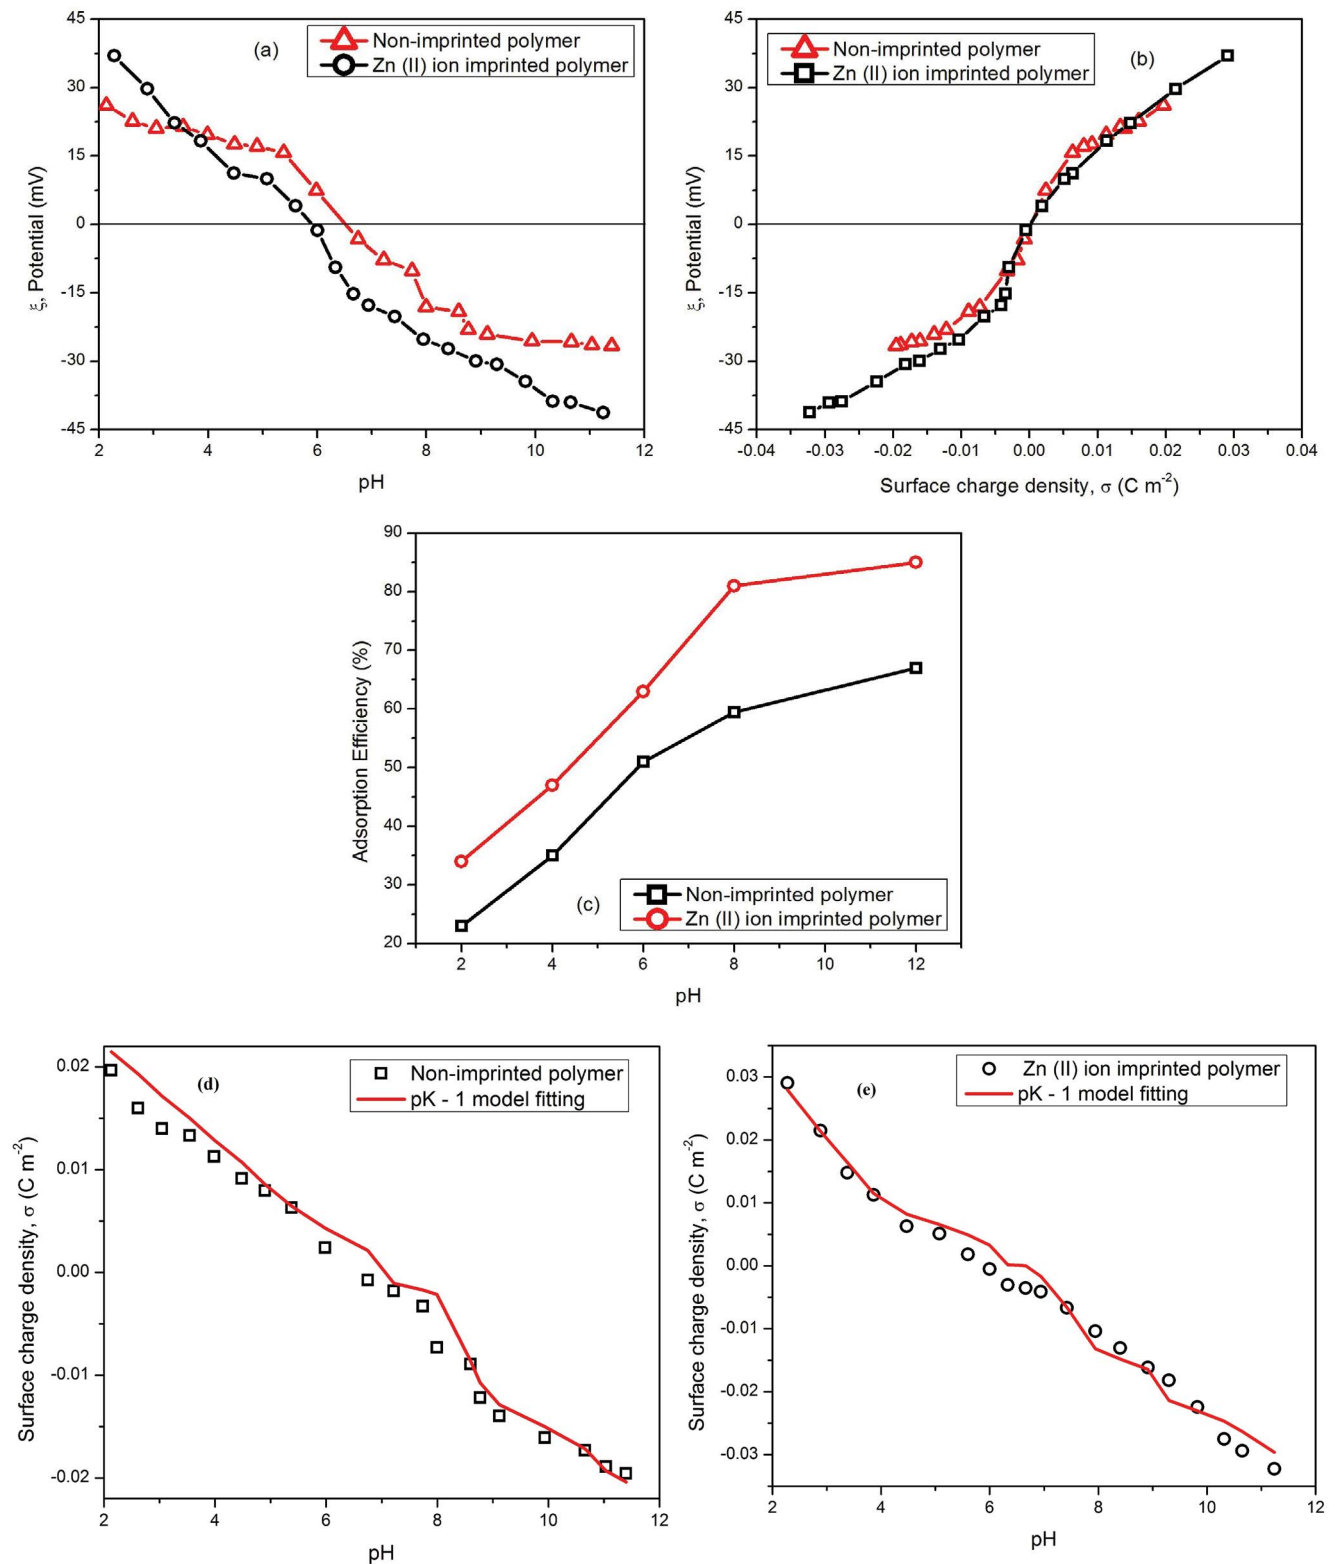 45
30
15
0
-15
-30
-45
ξ, Potential (mV)
(a)
Non-imprinted polymer
Zn (II) ion imprinted polymer
2 4 6 8 10 12
pH
45
30
15
0
-15
-30
-45
ξ, Potential (mV)
Non-imprinted polymer
Zn (II) ion imprinted polymer
(b)
-0.04 -0.03 -0.02 -0.01 0.00 0.01 0.02 0.03 0.04
Surface charge density, σ (C m-2)
90
80
70
60
50
40
30
20
Adsorption Efficiency (%)
(c)
Non-imprinted polymer
Zn (II) ion imprinted polymer
2 4 6 8 10 12
pH
0.02
0.01
0.00
-0.01
-0.02
Surface charge density, σ (C m-2)
(d)
Non-imprinted polymer
pK - 1 model fitting
2 4 6 8 10 12
pH
0.03
0.02
0.01
0.00
-0.01
-0.02
-0.03
Surface charge density, σ (C m-2)
(e)
Zn (II) ion imprinted polymer
pK - 1 model fitting
2 4 6 8 10 12
pH